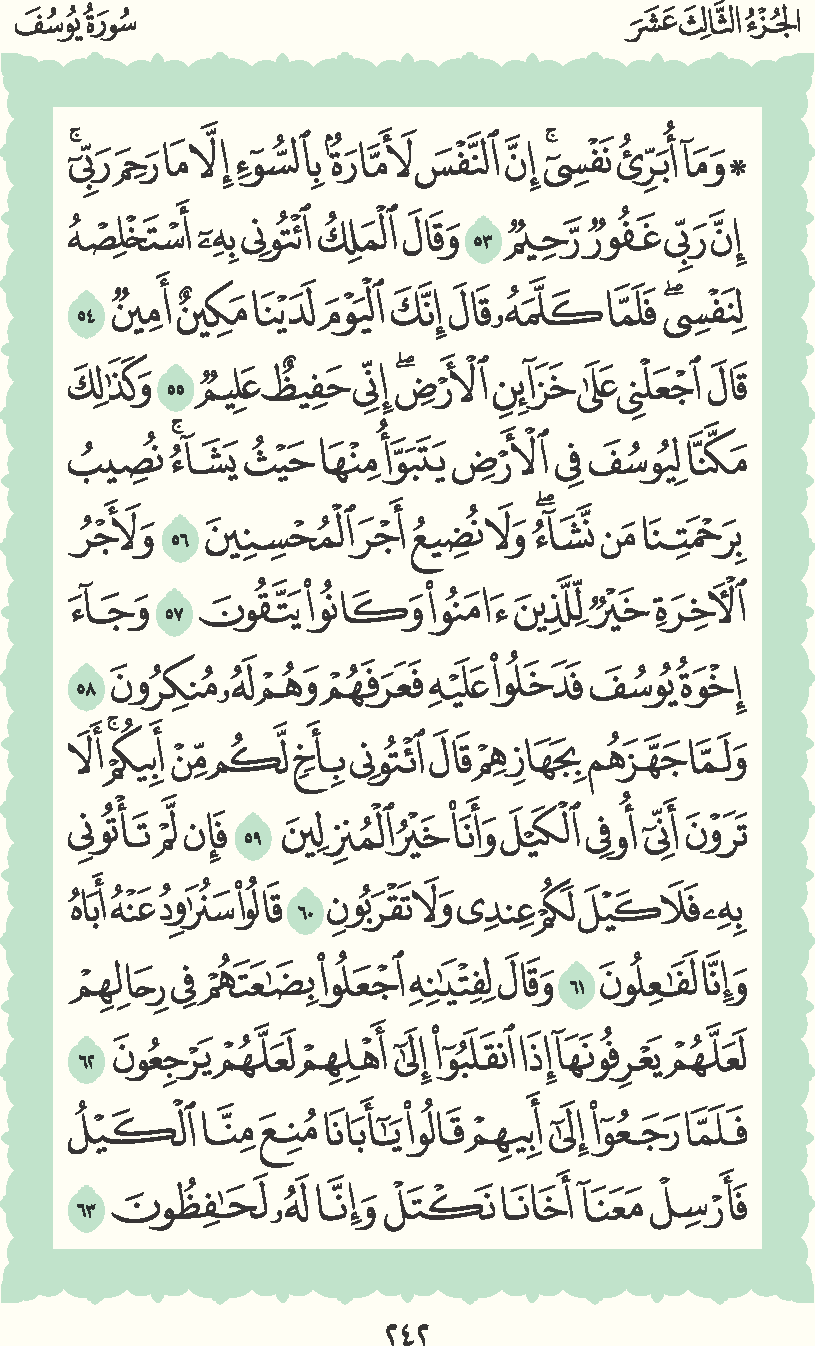 الجُزْءُ الثَّالِثَ عَشَرَ
سُورَةُ يُوسُفَ
* وَمَآ أُبَرِّئُ نَفْسِىٓۚ إِنَّ ٱلنَّفْسَ لَأَمَّارَةُۢ بِٱلسُّوٓءِ إِلَّا مَا رَحِمَ رَبِّىٓۚ
إِنَّ رَبِّى غَفُورٌ رَّحِيمٌ ٥٣ وَقَالَ ٱلْمَلِكُ ٱئْتُونِى بِهِۦٓ أَسْتَخْلِصْهُ
لِنَفْسِىۖ فَلَمَّا كَلَّمَهُۥ قَالَ إِنَّكَ ٱلْيَوْمَ لَدَيْنَا مَكِينٌ أَمِينٌ ٥٤
قَالَ ٱجْعَلْنِى عَلَىٰ خَزَآئِنِ ٱلْأَرْضِۖ إِنِّى حَفِيظٌ عَلِيمٌ ٥٥ وَكَذَٰلِكَ
مَكَّنَّا لِيُوسُفَ فِى ٱلْأَرْضِ يَتَبَوَّأُ مِنْهَا حَيْثُ يَشَآءُۚ نُصِيبُ
بِرَحْمَتِنَا مَن نَّشَآءُۖ وَلَا نُضِيعُ أَجْرَ ٱلْمُحْسِنِينَ ٥٦ وَلَأَجْرُ
ٱلْأَخِرَةِ خَيْرٌ لِّلَّذِينَ ءَامَنُوا۟ وَكَانُوا۟ يَتَّقُونَ ٥٧ وَجَآءَ
إِخْوَةُ يُوسُفَ فَدَخَلُوا۟ عَلَيْهِ فَعَرَفَهُمْ وَهُمْ لَهُۥ مُنكِرُونَ ٥٨
وَلَمَّا جَهَّزَهُم بِجَهَازِهِمْ قَالَ ٱئْتُونِى بِأَخٍ لَّكُم مِّنْ أَبِيكُمْۚ أَلَا
تَرَوْنَ أَنِّىٓ أُوفِى ٱلْكَيْلَ وَأَنَا۠ خَيْرُ ٱلْمُنزِلِينَ ٥٩ فَإِن لَّمْ تَأْتُونِى
بِهِۦ فَلَا كَيْلَ لَكُمْ عِندِى وَلَا تَقْرَبُونِ ٦٠ قَالُوا۟ سَنُرَٰوِدُ عَنْهُ أَبَاهُ
وَإِنَّا لَفَٰعِلُونَ ٦١ وَقَالَ لِفِتْيَٰنِهِ ٱجْعَلُوا۟ بِضَٰعَتَهُمْ فِى رِحَالِهِمْ
لَعَلَّهُمْ يَعْرِفُونَهَآ إِذَا ٱنقَلَبُوٓا۟ إِلَىٰٓ أَهْلِهِمْ لَعَلَّهُمْ يَرْجِعُونَ ٦٢
فَلَمَّا رَجَعُوٓا۟ إِلَىٰٓ أَبِيهِمْ قَالُوا۟ يَٰٓأَبَانَا مُنِعَ مِنَّا ٱلْكَيْلُ
فَأَرْسِلْ مَعَنَآ أَخَانَا نَكْتَلْ وَإِنَّا لَهُۥ لَحَٰفِظُونَ ٦٣
٢٤٢